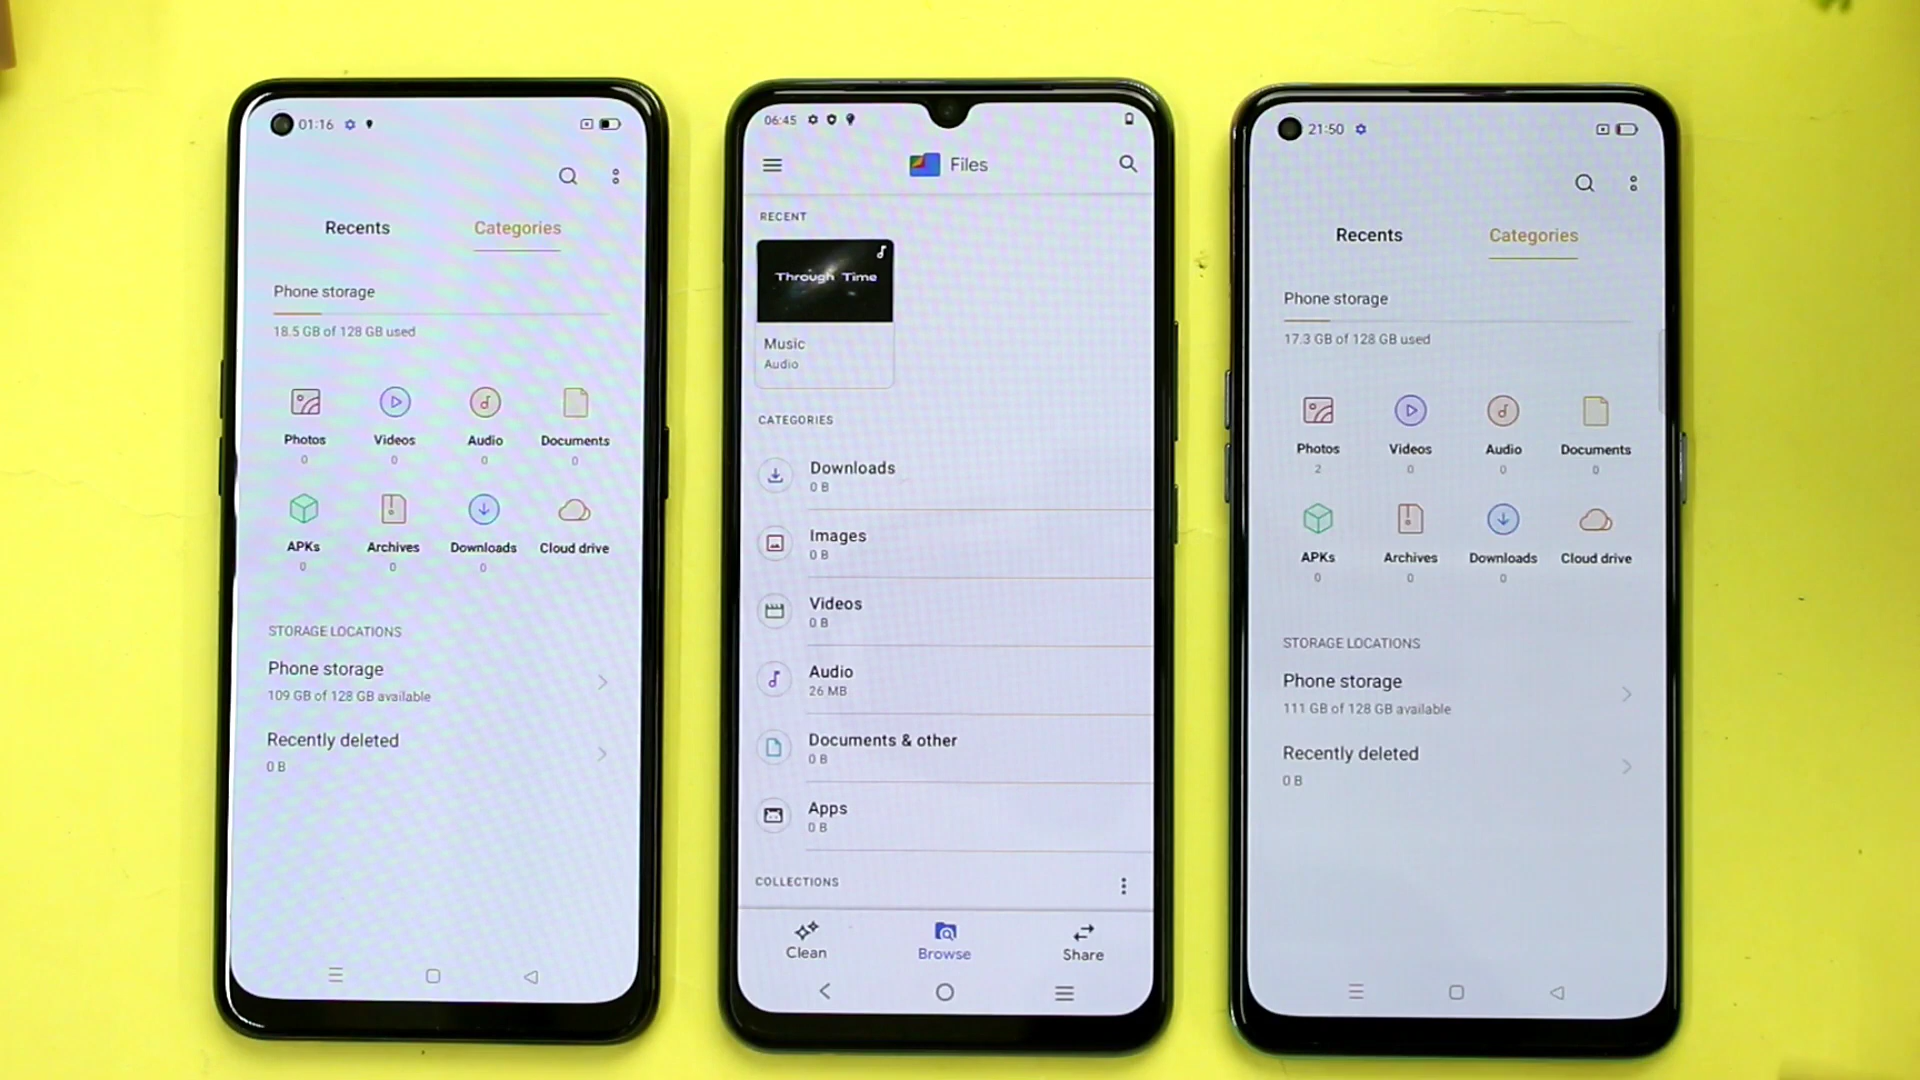 01:16
Recents Categories
Phone storage
18.5 GB of 128 GB used
Photos Videos Audio Documents
0 0 0 0
APKs Archives Downloads Cloud drive
0 0 0
STORAGE LOCATIONS
Phone storage
109 GB of 128 GB available
Recently deleted
0 B
06:45
Files
RECENT
Through Time
Music
Audio
CATEGORIES
Downloads
0 B
Images
0 B
Videos
0 B
Audio
26 MB
Documents & other
0 B
Apps
0 B
COLLECTIONS
Clean Browse Share
21:50
Recents Categories
Phone storage
17.3 GB of 128 GB used
Photos Videos Audio Documents
2 0 0 0
APKs Archives Downloads Cloud drive
0 0 0
STORAGE LOCATIONS
Phone storage
111 GB of 128 GB available
Recently deleted
0 B